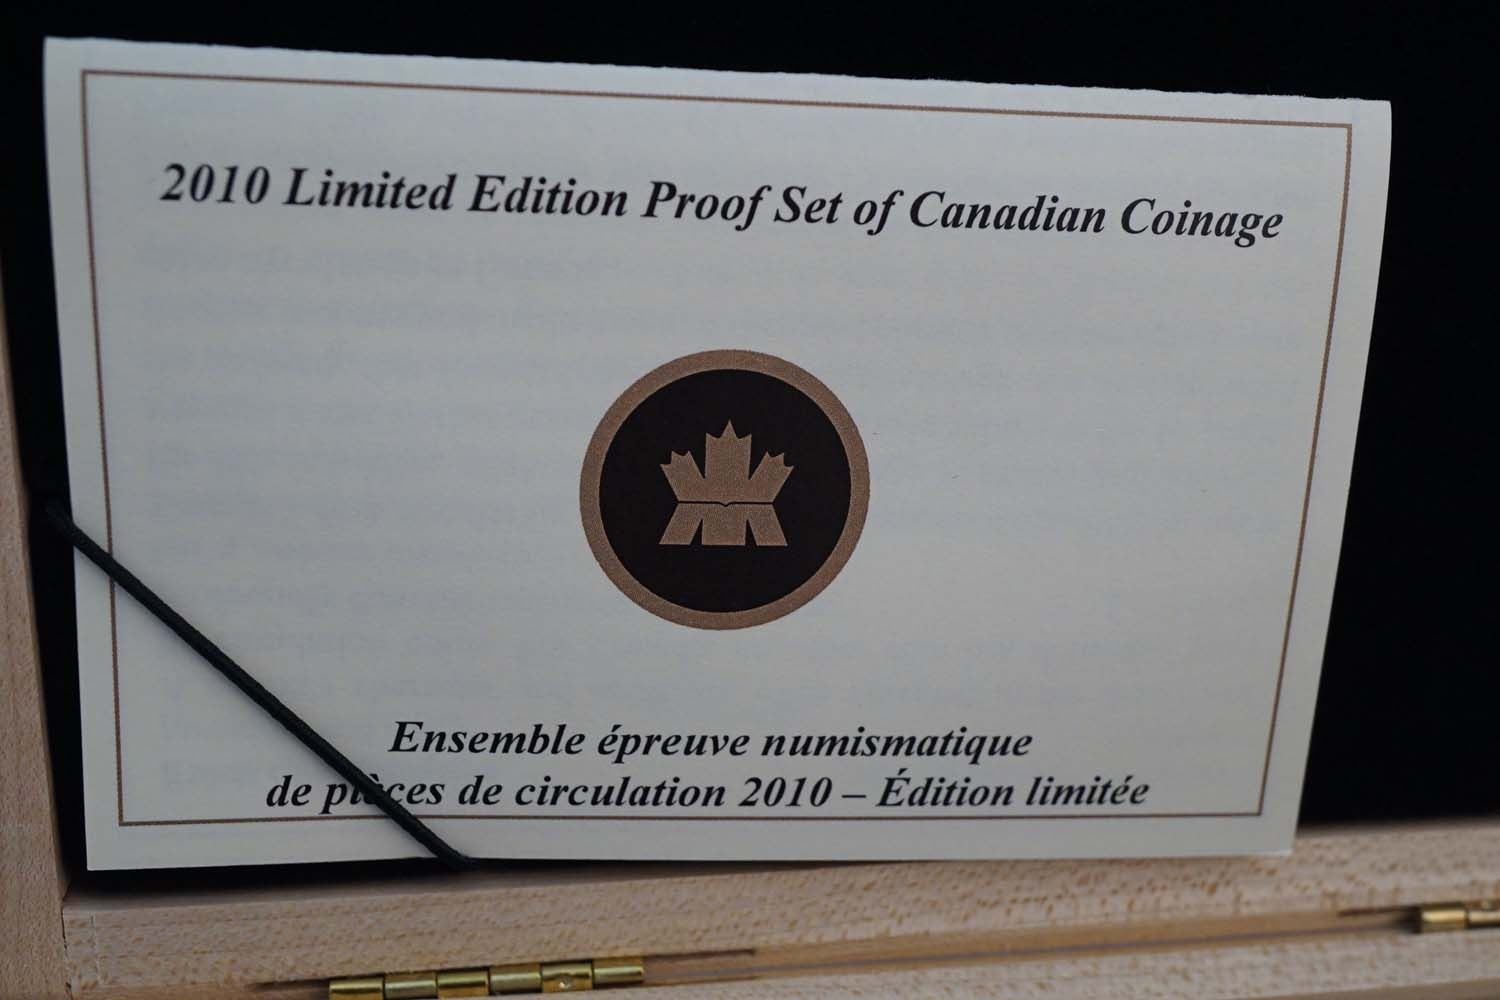 2010 Limited Edition Proof Set of Canadian Coinage
Ensemble épreuve numismatique
de pièces de circulation 2010 – Édition limitée